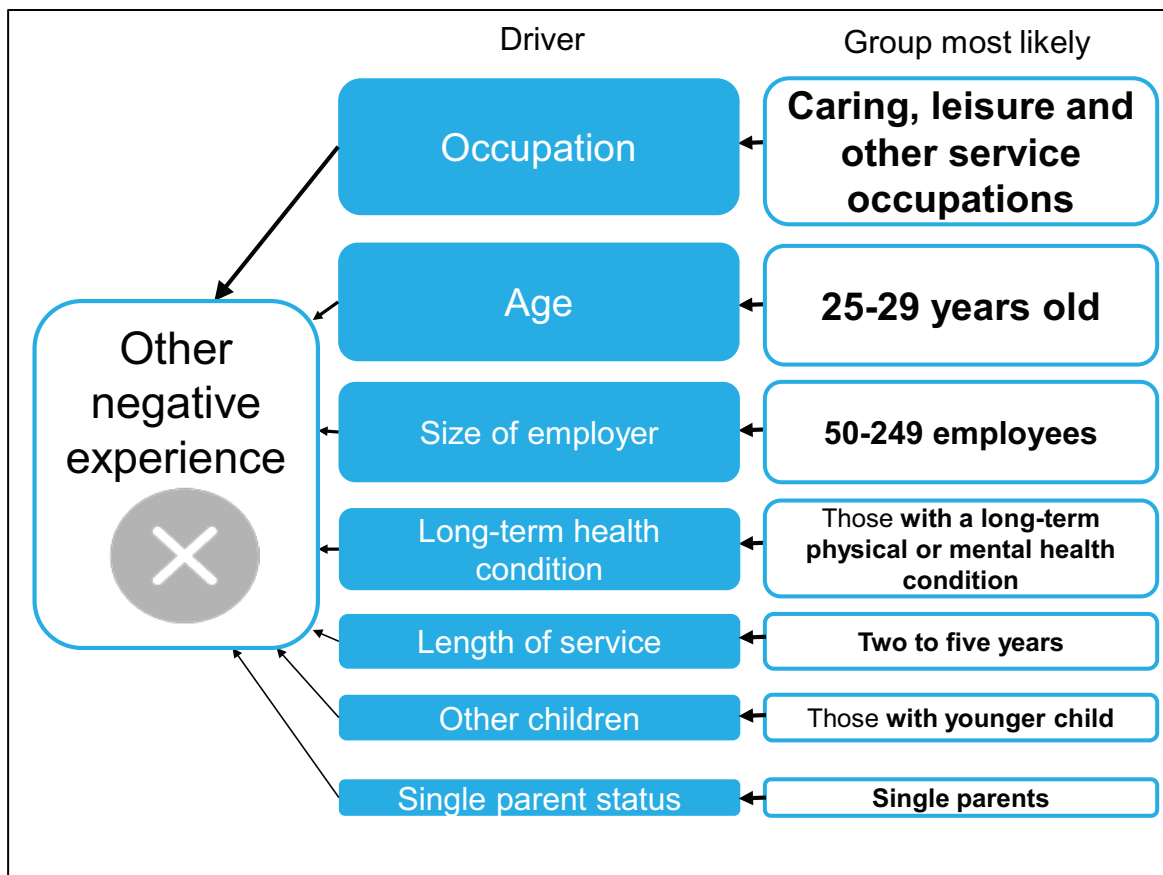 Driver
Group most likely
Occupation
Caring, leisure and
other service
occupations
Age
25-29 years old
Other
negative
experience
Size of employer
50-249 employees
Long-term health
condition
Those with a long-term
physical or mental health
condition
Length of service
Two to five years
Other children
Those with younger child
Single parent status
Single parents